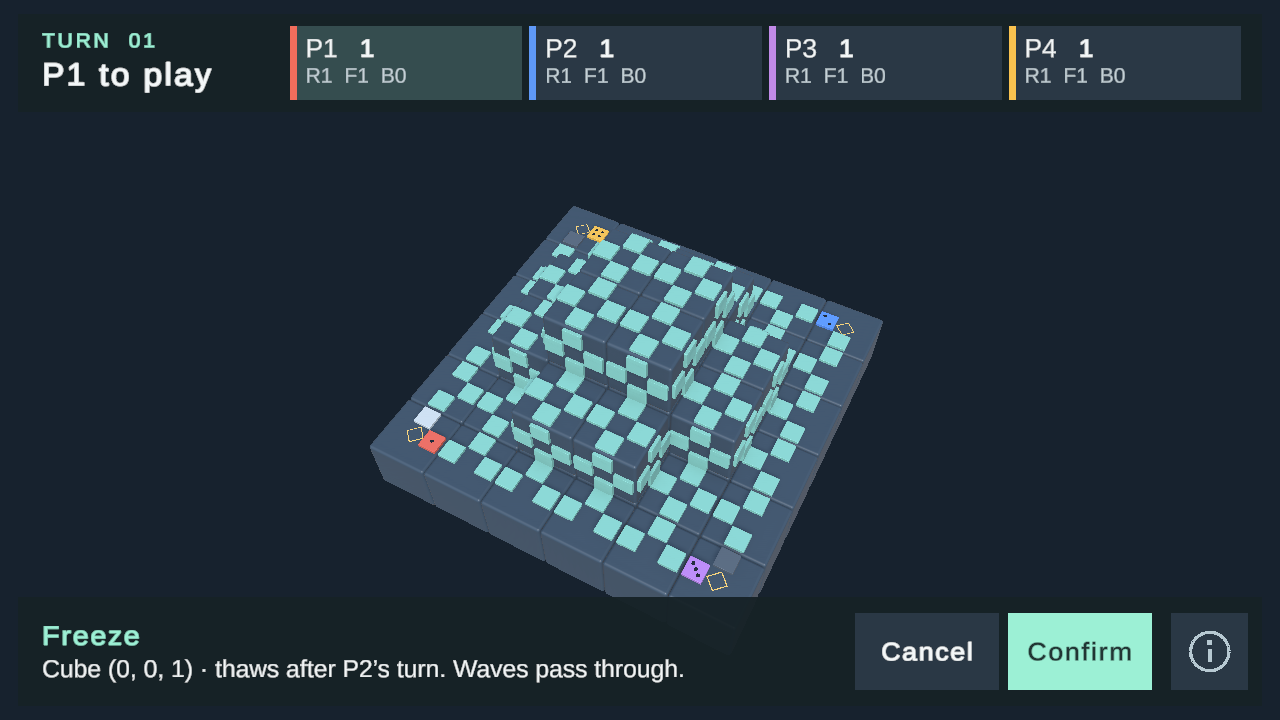 TURN 01
P1 to play
P1 1
R1 F1 B0
P2 1
R1 F1 B0
P3 1
R1 F1 B0
P4 1
R1 F1 B0
Freeze
Cube (0, 0, 1) · thaws after P2’s turn. Waves pass through.
Cancel
Confirm